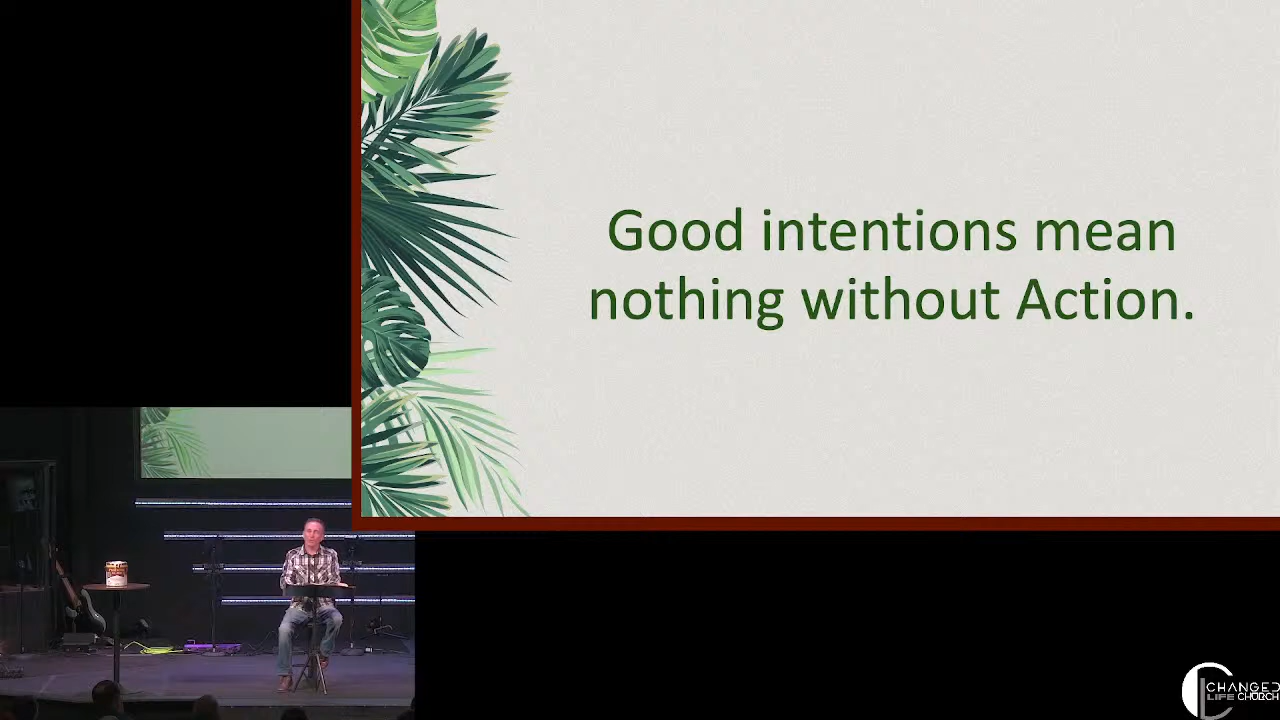 Good intentions mean
nothing without Action.
CHANGED
LIFE CHURCH